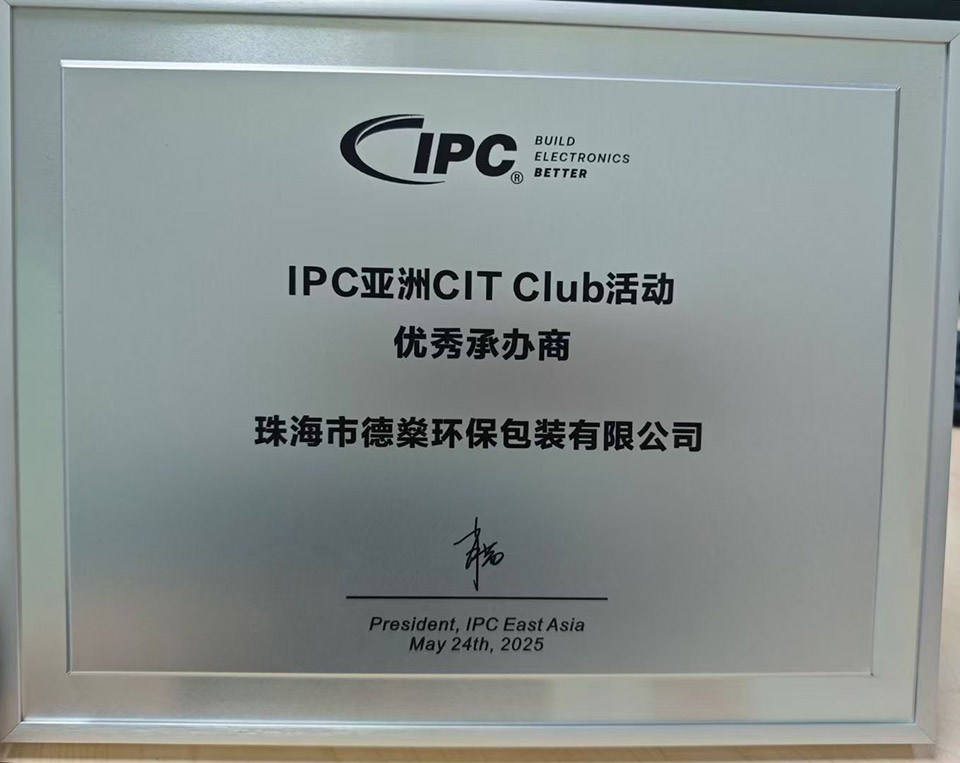 IPC®
BUILD
ELECTRONICS
BETTER
IPC亚洲CIT Club活动
优秀承办商
珠海市德燊环保包装有限公司
President, IPC East Asia
May 24th, 2025